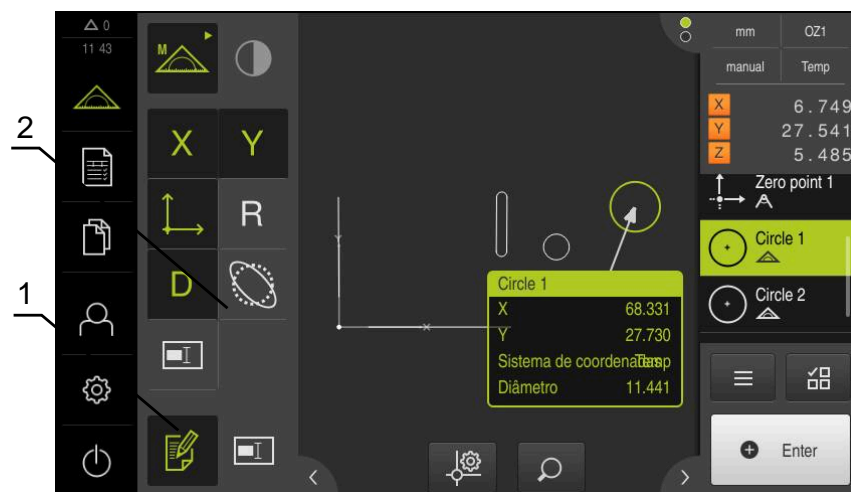 0
11 43
M
X
Y
R
D
2
1
mm
OZ1
manual
Temp
X 6.749
Y 27.541
Z 5.485
Zero point 1
Circle 1
Circle 2
Y
X
Circle 1
X 68.331
Y 27.730
Sistema de coordenadas Temp
Diâmetro 11.441
Enter